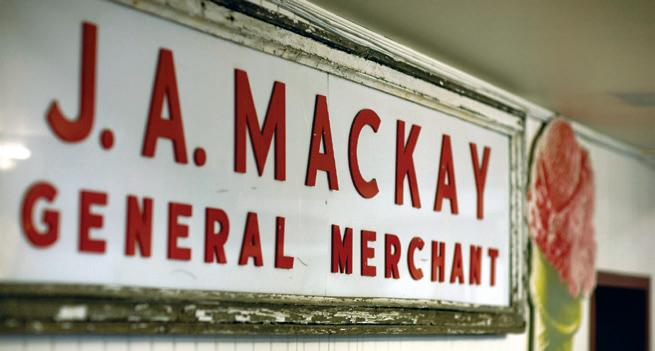 J. A. MACKAY
GENERAL MERCHANT